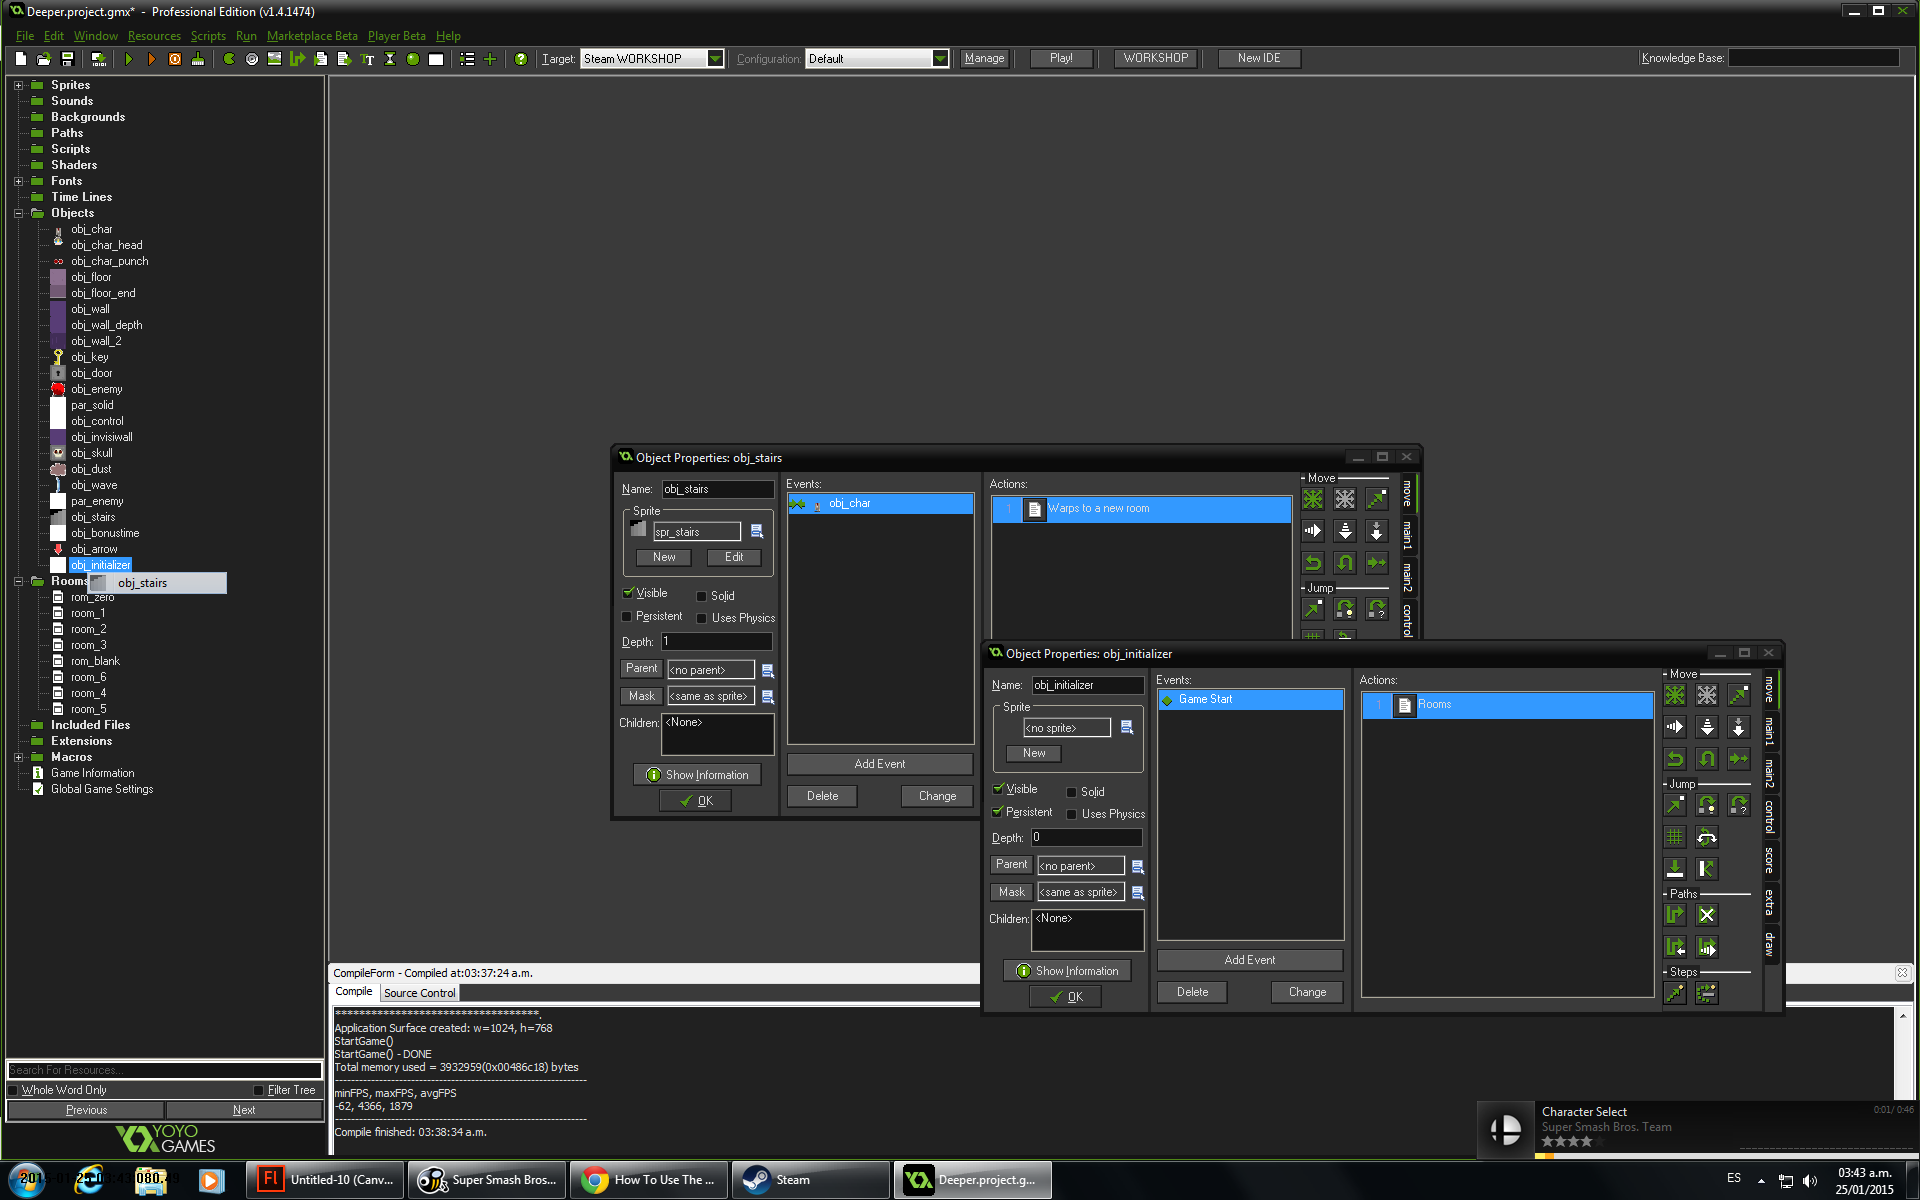 Deeper.project.gmx* - Professional Edition (v1.4.1474)
File Edit Window Resources Scripts Run Marketplace Beta Player Beta Help
Target: Steam WORKSHOP Configuration: Default Manage Play! WORKSHOP New IDE Knowledge Base:
Sprites
Sounds
Backgrounds
Paths
Scripts
Shaders
Fonts
Time Lines
Objects
obj_char
obj_char_head
obj_char_punch
obj_floor
obj_floor_end
obj_wall
obj_wall_depth
obj_wall_2
obj_key
obj_door
obj_enemy
par_solid
obj_control
obj_invisiwall
obj_skull
obj_dust
obj_wave
par_enemy
obj_stairs
obj_bonustime
obj_arrow
obj_initializer
Rooms
obj_stairs
rom_zero
room_1
room_2
room_3
rom_blank
room_6
room_4
room_5
Included Files
Extensions
Macros
Game Information
Global Game Settings
Search For Resources...
Whole Word Only Filter Tree
Previous Next
YOYO
GAMES
Object Properties: obj_stairs
Name: obj_stairs
Sprite
spr_stairs
New Edit
Visible Solid
Persistent Uses Physics
Depth: 1
Parent <no parent>
Mask <same as sprite>
Children: <None>
Show Information
OK
Events:
obj_char
Add Event
Delete Change
Actions:
1 Warps to a new room
Move
Jump
move
main1
main2
control
Object Properties: obj_initializer
Name: obj_initializer
Sprite
<no sprite>
New
Visible Solid
Persistent Uses Physics
Depth: 0
Parent <no parent>
Mask <same as sprite>
Children: <None>
Show Information
OK
Events:
Game Start
Add Event
Delete Change
Actions:
1 Rooms
Move
Jump
Paths
Steps
move
main1
main2
control
score
extra
draw
CompileForm - Compiled at:03:37:24 a.m.
Compile Source Control
***********************************.
Application Surface created: w=1024, h=768
StartGame()
StartGame() - DONE
Total memory used = 3932959(0x00486c18) bytes
minFPS, maxFPS, avgFPS
-62, 4366, 1879
Compile finished: 03:38:34 a.m.
Character Select 0:01/ 0:46
Super Smash Bros. Team
Untitled-10 (Canv...
Super Smash Bros...
How To Use The ...
Steam
Deeper.project.g...
ES
03:43 a.m.
25/01/2015